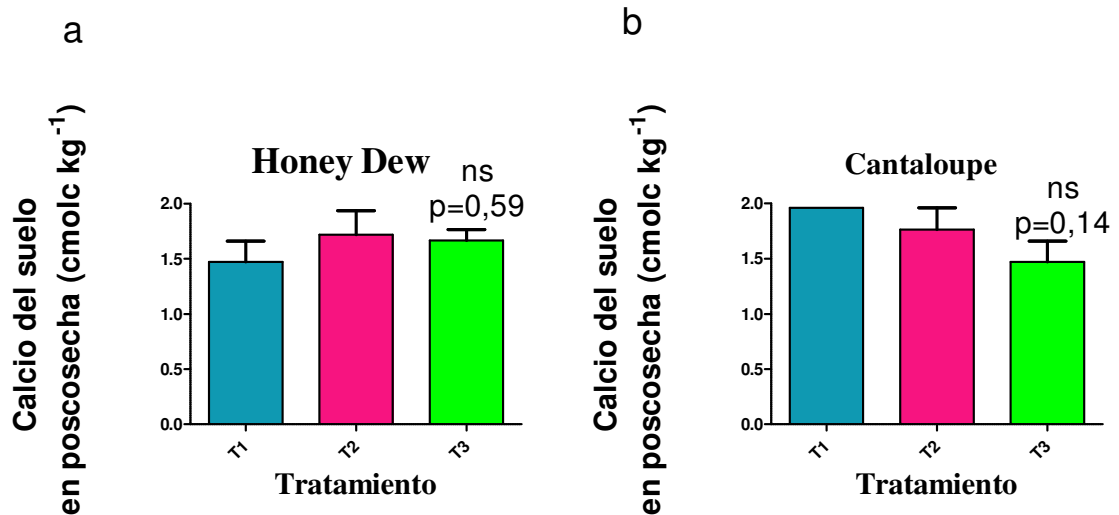 a
Calcio del suelo
en poscosecha (cmolc kg⁻¹)
Honey Dew
ns
p=0,59
2.0
1.5
1.0
0.5
0.0
T1
T2
T3
Tratamiento
b
Calcio del suelo
en poscosecha (cmolc kg⁻¹)
Cantaloupe
ns
p=0,14
2.0
1.5
1.0
0.5
0.0
T1
T2
T3
Tratamiento